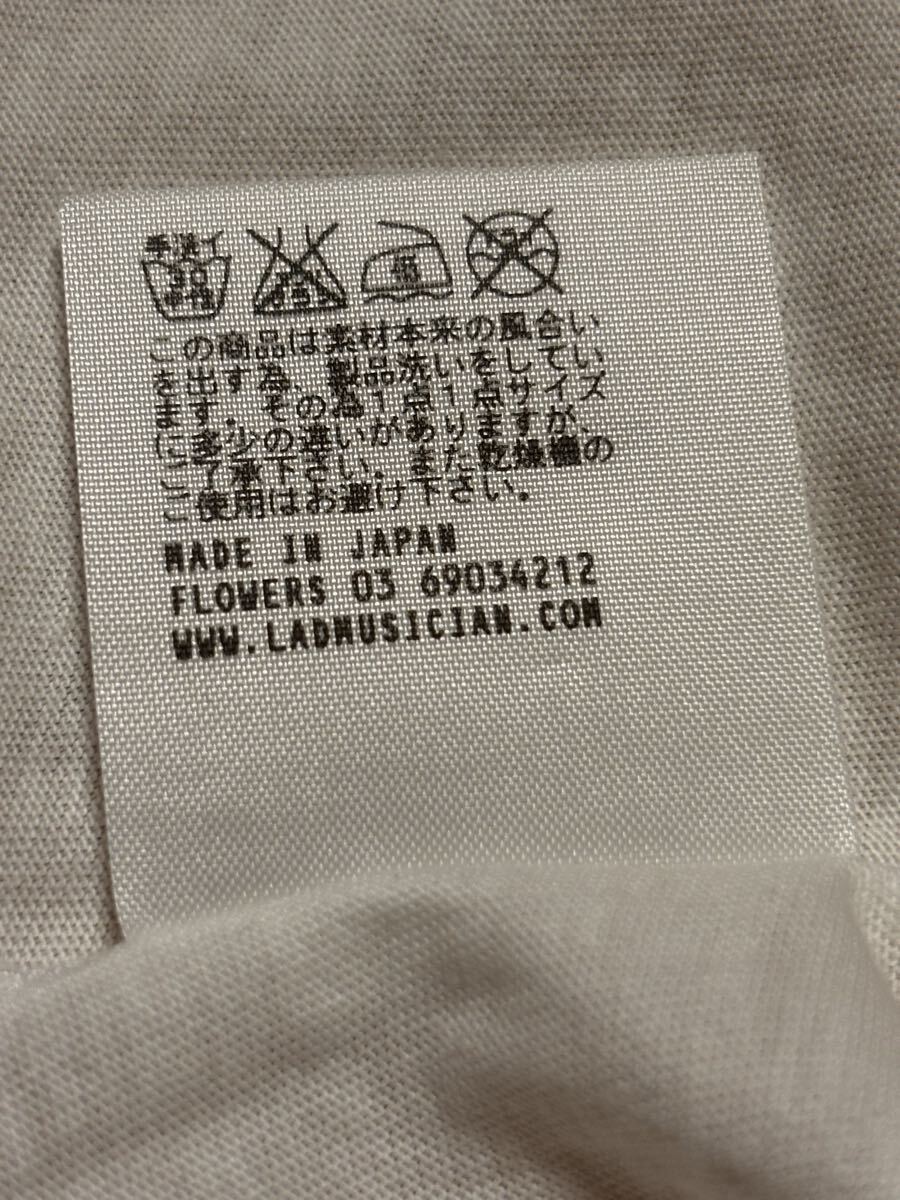 手洗イ
30
中性
エンソ
中
この商品は素材本来の風合い
を出す為、製品洗いをしてい
ます。その為1点1点サイズ
に多少の違いがありますが、
ご了承下さい。また乾燥機の
ご使用はお避け下さい。
MADE IN JAPAN
FLOWERS 03 69034212
WWW.LADMUSICIAN.COM